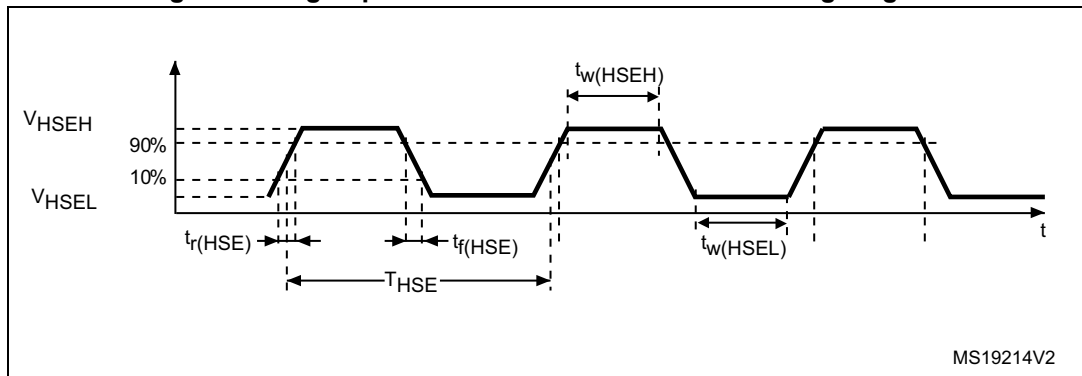 tw(HSEH)
VHSEH
90%
10%
VHSEL
tr(HSE)
tf(HSE)
tw(HSEL)
t
THSE
MS19214V2